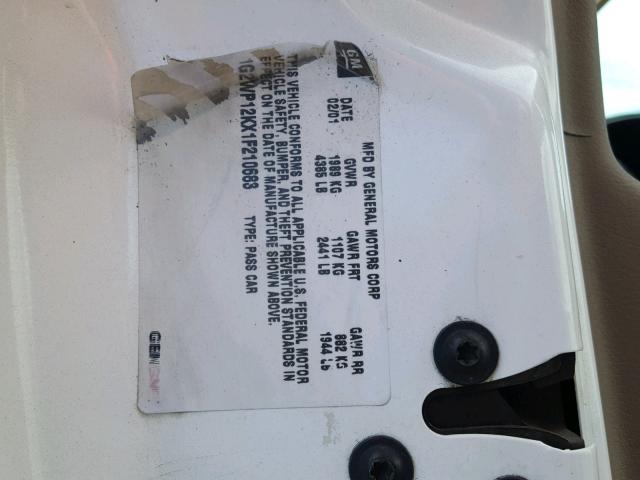 GM
MFD BY GENERAL MOTORS CORP
DATE GVWR GAWR FRT GAWR RR
02/01 1989 KG 1107 KG 882 KG
4385 LB 2441 LB 1944 Lb
THIS VEHICLE CONFORMS TO ALL APPLICABLE U.S. FEDERAL MOTOR
VEHICLE SAFETY, BUMPER, AND THEFT PREVENTION STANDARDS IN
EFFECT ON THE DATE OF MANUFACTURE SHOWN ABOVE.
1G2WP12KX1F210683 TYPE: PASS CAR